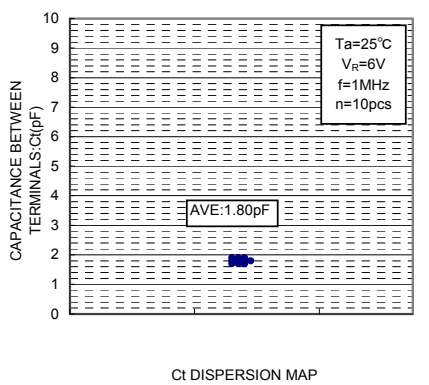 10
9
8
7
6
5
4
3
2
1
0
CAPACITANCE BETWEEN
TERMINALS:Ct(pF)
Ta=25°C
VR=6V
f=1MHz
n=10pcs
AVE:1.80pF
Ct DISPERSION MAP